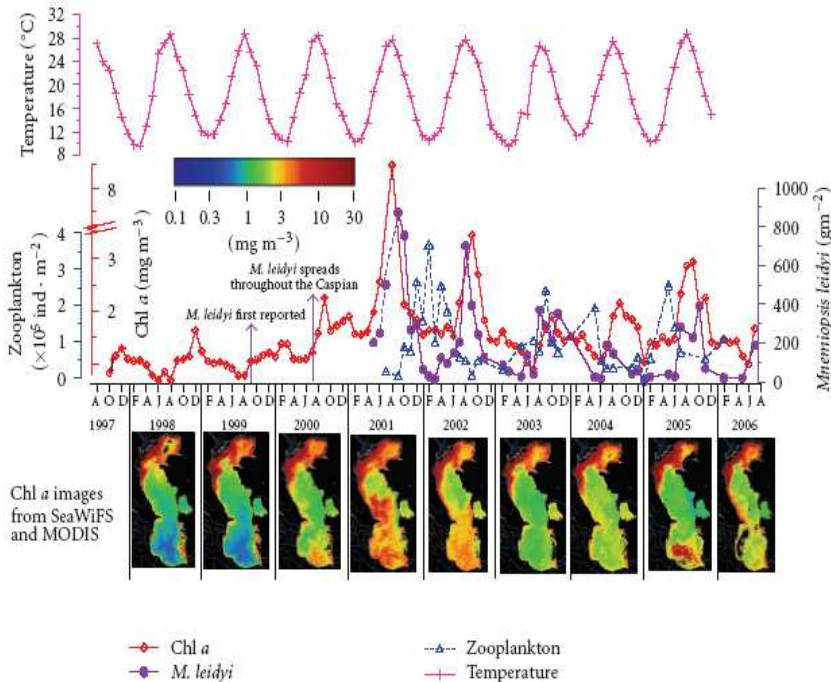 32
28
24
20
16
12
8
Temperature (°C)
0.1 0.3 1 3 10 30
(mg m⁻³)
8
3
2
1
Chl a (mg m⁻³)
4
3
2
1
0
Zooplankton
(×10⁵ ind · m⁻²)
1000
800
600
400
200
0
Mnemiopsis leidyi (gm⁻²)
M. leidyi spreads
throughout the Caspian
M. leidyi first reported
A O D F A J A O D F A J A O D F A J A O D F A J A O D F A J A O D F A J A O D F A J A O D F A J A O D F A J A
1997 1998 1999 2000 2001 2002 2003 2004 2005 2006
Chl a images
from SeaWiFS
and MODIS
Chl a
M. leidyi
Zooplankton
Temperature